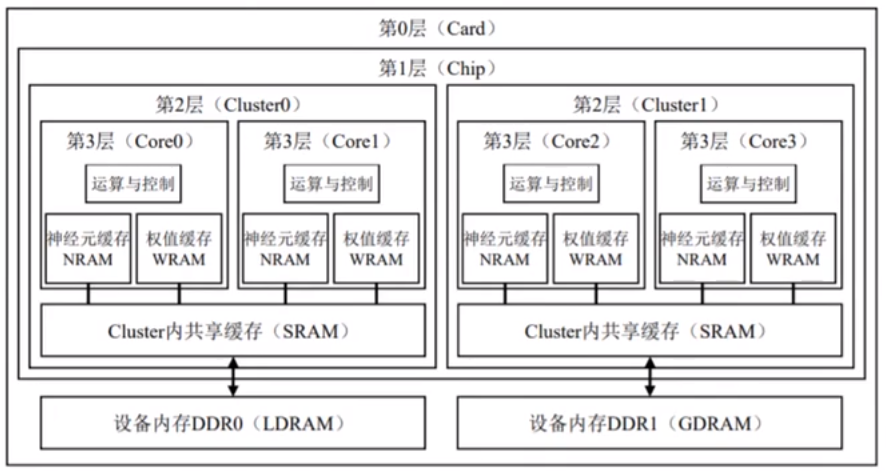 第0层（Card）
第1层（Chip）
第2层（Cluster0）
第3层（Core0）
运算与控制
神经元缓存
NRAM
权值缓存
WRAM
第3层（Core1）
运算与控制
神经元缓存
NRAM
权值缓存
WRAM
Cluster内共享缓存（SRAM）
第2层（Cluster1）
第3层（Core2）
运算与控制
神经元缓存
NRAM
权值缓存
WRAM
第3层（Core3）
运算与控制
神经元缓存
NRAM
权值缓存
WRAM
Cluster内共享缓存（SRAM）
设备内存DDR0（LDRAM）
设备内存DDR1（GDRAM）